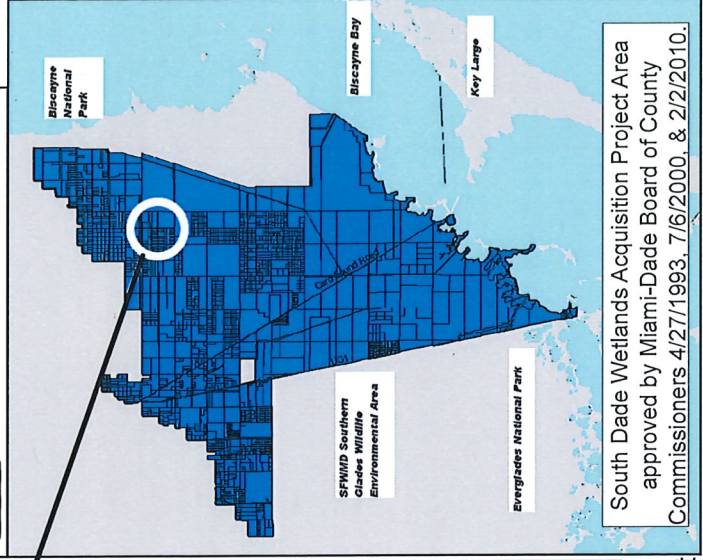 Biscayne
National
Park
Biscayne Bay
Key Largo
Card Sound Road
US1
SFWMD Southern
Glades Wildlife
Environmental Area
Everglades National Park
South Dade Wetlands Acquisition Project Area
approved by Miami-Dade Board of County
Commissioners 4/27/1993, 7/6/2000, & 2/2/2010.